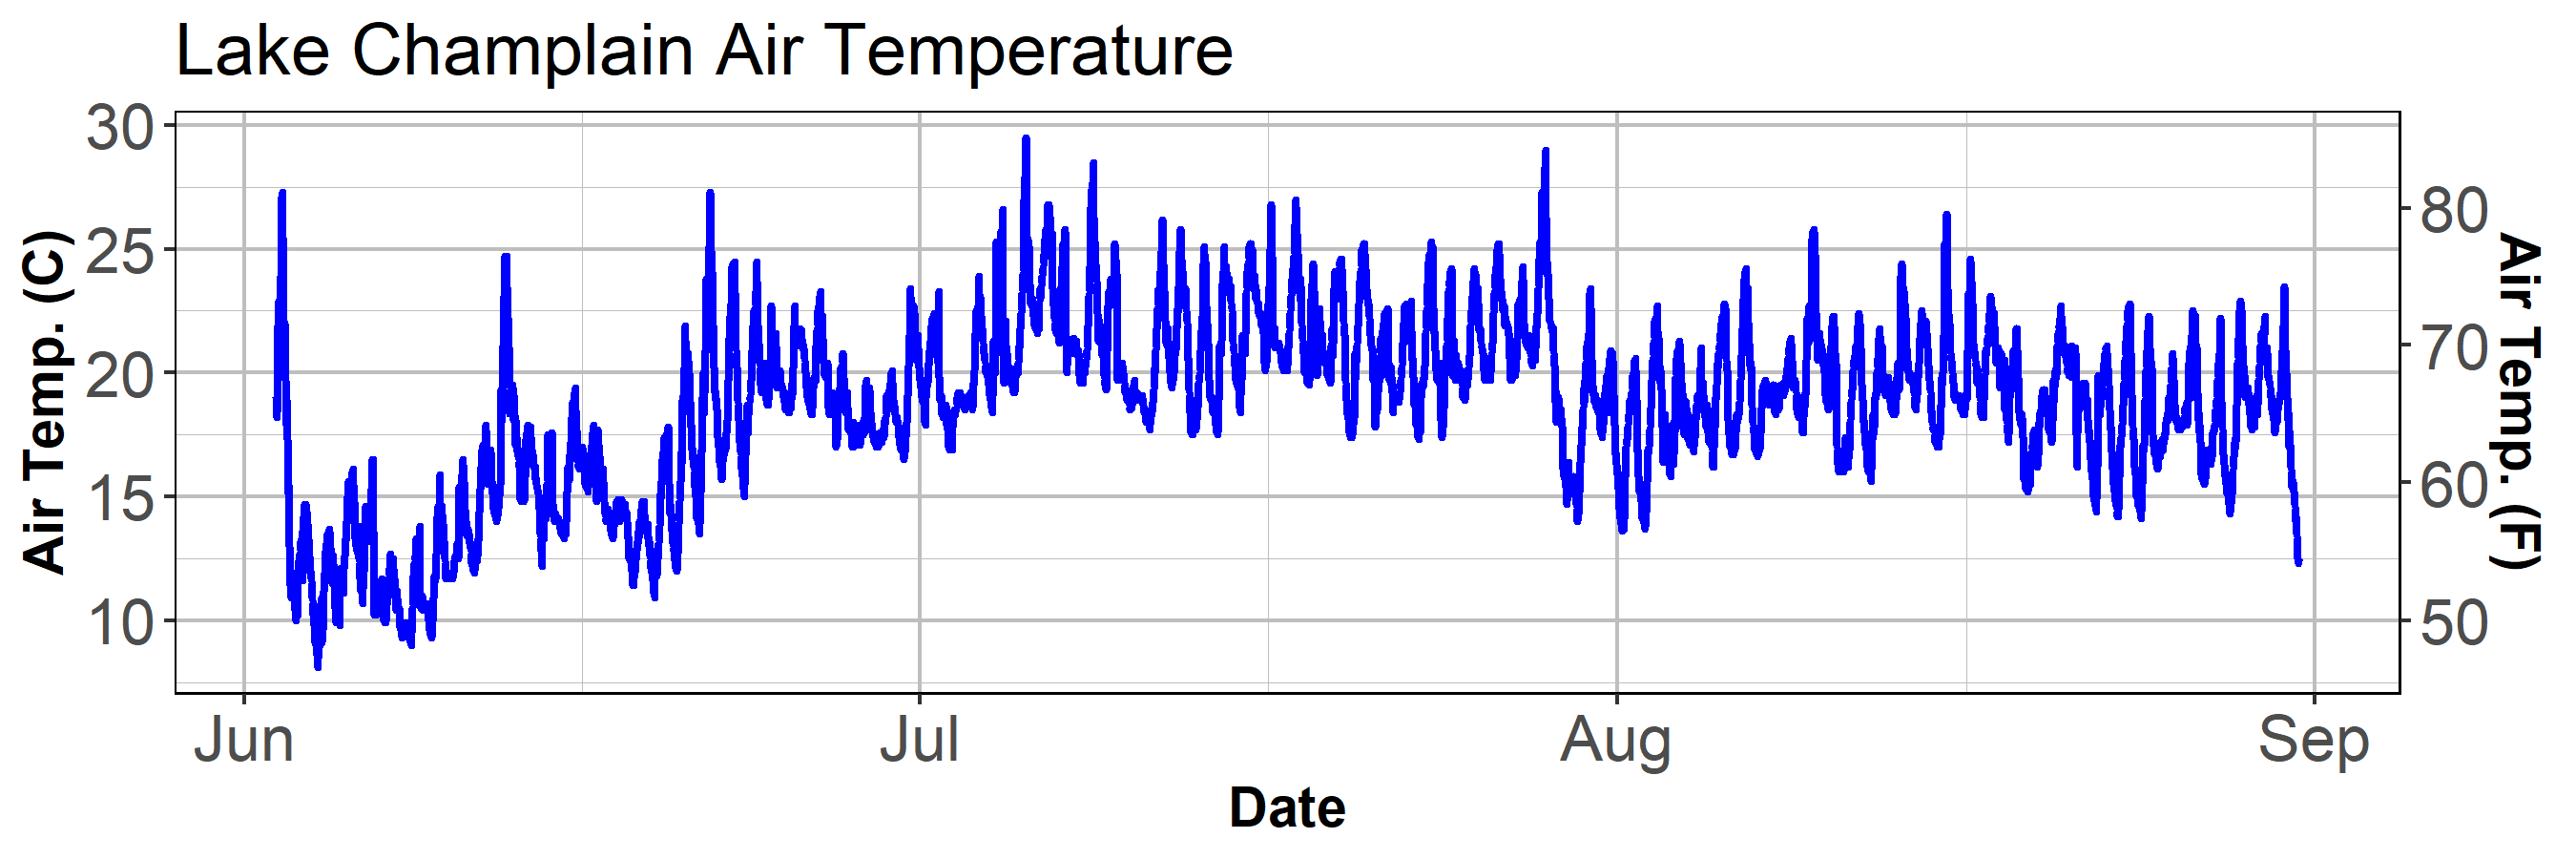 Lake Champlain Air Temperature
30
25
20
15
10
Air Temp. (C)
80
70
60
50
Air Temp. (F)
Jun
Jul
Aug
Sep
Date